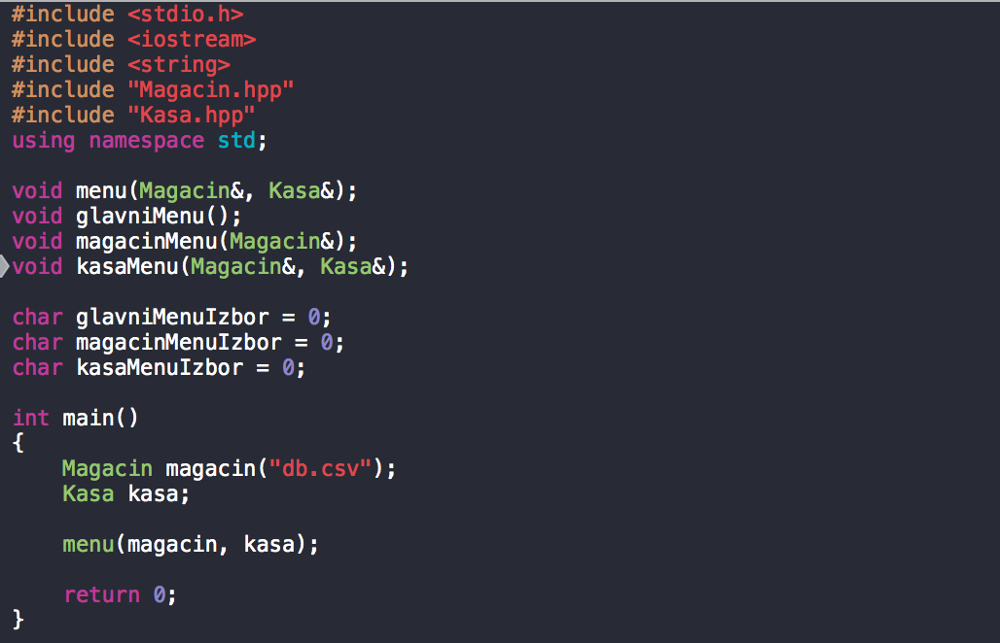 #include <stdio.h>
#include <iostream>
#include <string>
#include "Magacin.hpp"
#include "Kasa.hpp"
using namespace std;
void menu(Magacin&, Kasa&);
void glavniMenu();
void magacinMenu(Magacin&);
void kasaMenu(Magacin&, Kasa&);
char glavniMenuIzbor = 0;
char magacinMenuIzbor = 0;
char kasaMenuIzbor = 0;
int main()
{
    Magacin magacin("db.csv");
    Kasa kasa;
    menu(magacin, kasa);
    return 0;
}